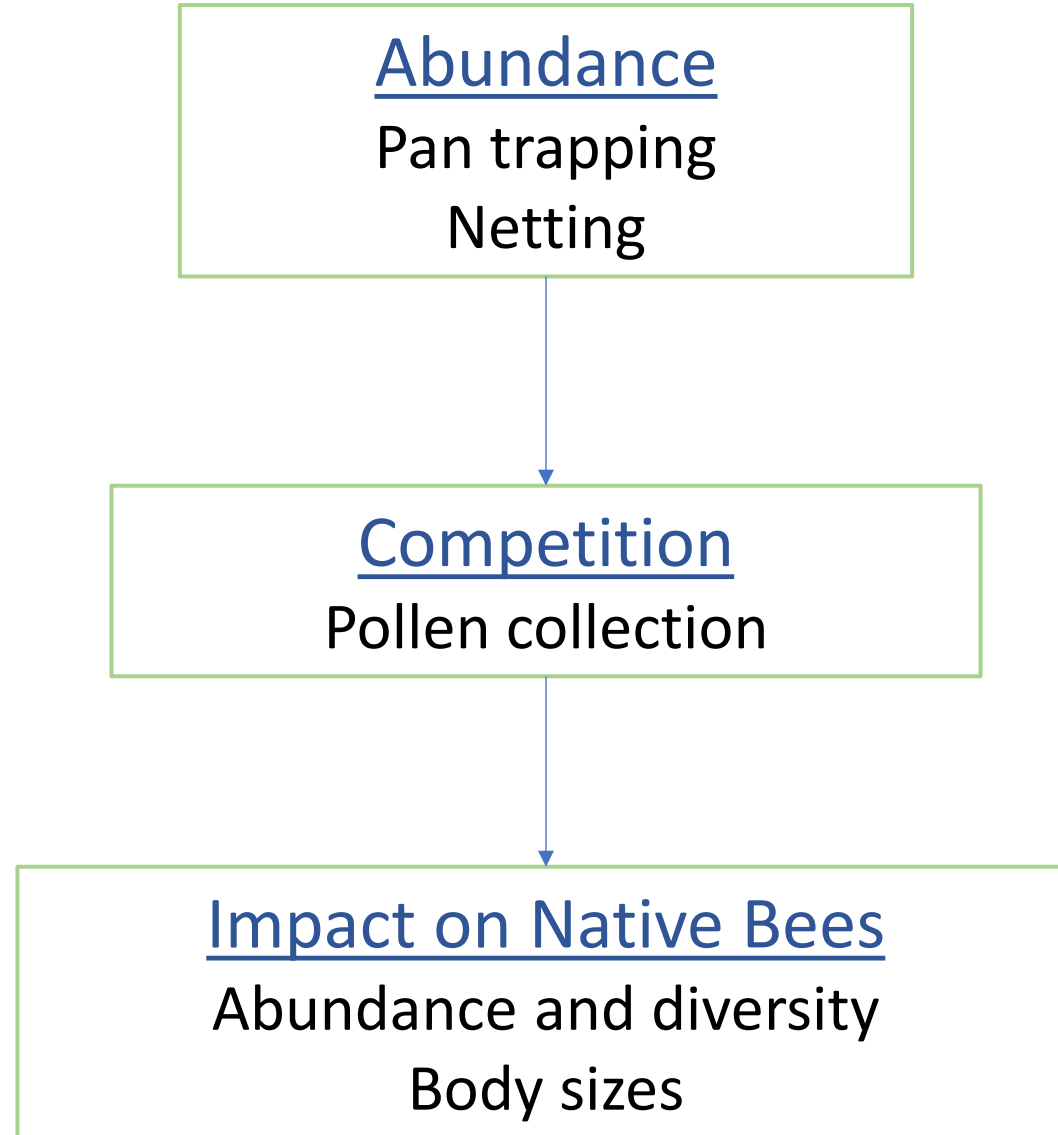 Abundance
Pan trapping
Netting
Competition
Pollen collection
Impact on Native Bees
Abundance and diversity
Body sizes